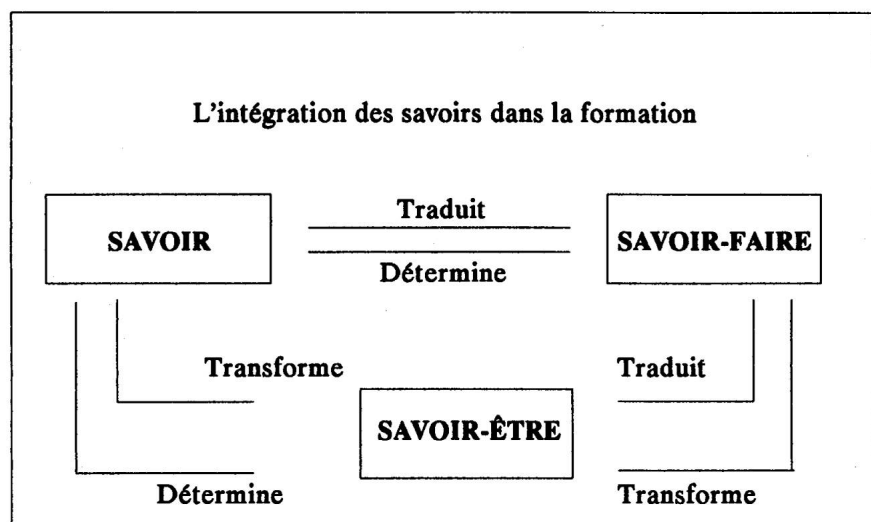 L'intégration des savoirs dans la formation
Traduit
SAVOIR
SAVOIR-FAIRE
Détermine
Transforme
Traduit
SAVOIR-ÊTRE
Détermine
Transforme